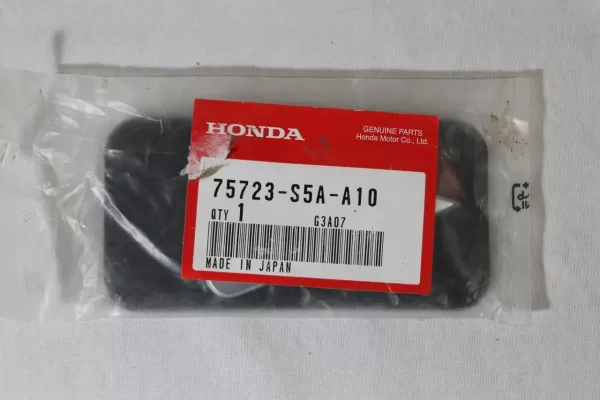 HONDA
GENUINE PARTS
Honda Motor Co., Ltd.
75723-S5A-A10
QTY 1
G3A07
MADE IN JAPAN